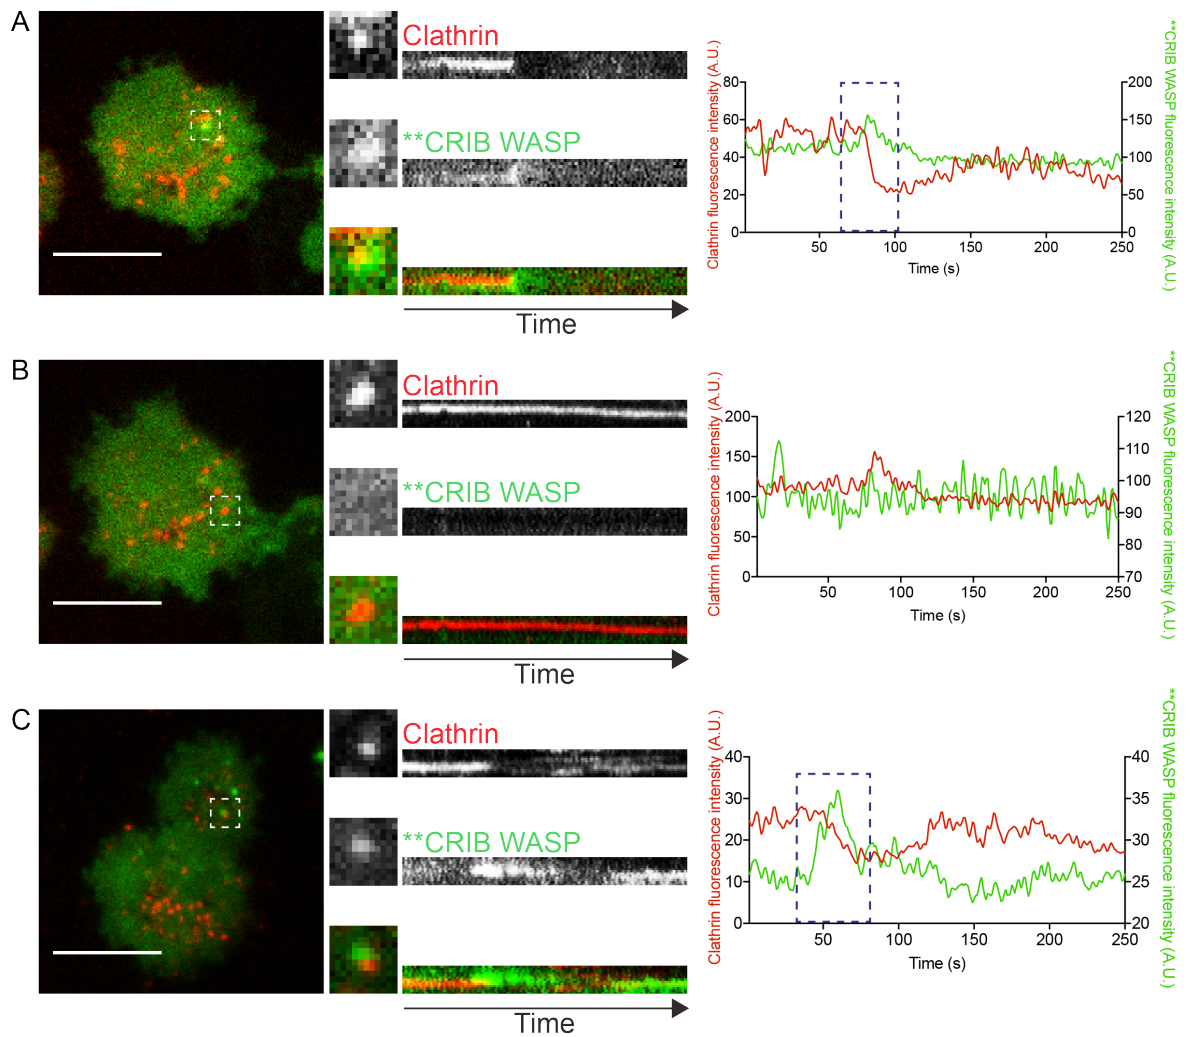 A
Clathrin
**CRIB WASP
Time
Clathrin fluorescence intensity (A.U.)
80
60
40
20
0
50
100
150
200
250
Time (s)
200
150
100
50
0
**CRIB WASP fluorescence intensity (A.U.)
B
Clathrin
**CRIB WASP
Time
Clathrin fluorescence intensity (A.U.)
200
150
100
50
0
50
100
150
200
250
Time (s)
120
110
100
90
80
70
**CRIB WASP fluorescence intensity (A.U.)
C
Clathrin
**CRIB WASP
Time
Clathrin fluorescence intensity (A.U.)
40
30
20
10
0
50
100
150
200
250
Time (s)
40
35
30
25
20
**CRIB WASP fluorescence intensity (A.U.)